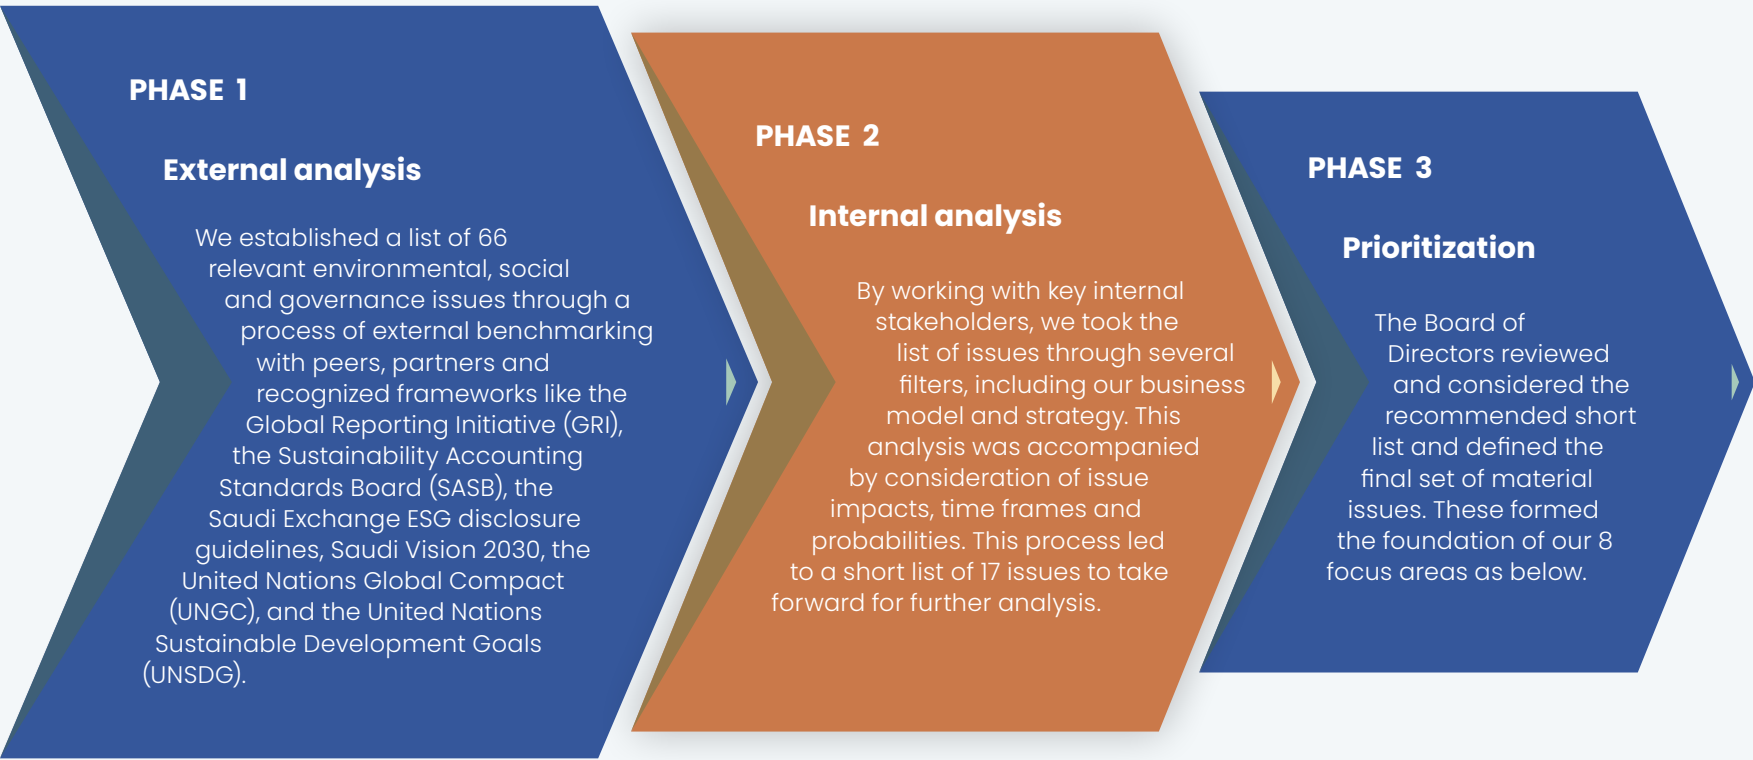 PHASE 1
External analysis
We established a list of 66
relevant environmental, social
and governance issues through a
process of external benchmarking
with peers, partners and
recognized frameworks like the
Global Reporting Initiative (GRI),
the Sustainability Accounting
Standards Board (SASB), the
Saudi Exchange ESG disclosure
guidelines, Saudi Vision 2030, the
United Nations Global Compact
(UNGC), and the United Nations
Sustainable Development Goals
(UNSDG).
PHASE 2
Internal analysis
By working with key internal
stakeholders, we took the
list of issues through several
filters, including our business
model and strategy. This
analysis was accompanied
by consideration of issue
impacts, time frames and
probabilities. This process led
to a short list of 17 issues to take
forward for further analysis.
PHASE 3
Prioritization
The Board of
Directors reviewed
and considered the
recommended short
list and defined the
final set of material
issues. These formed
the foundation of our 8
focus areas as below.